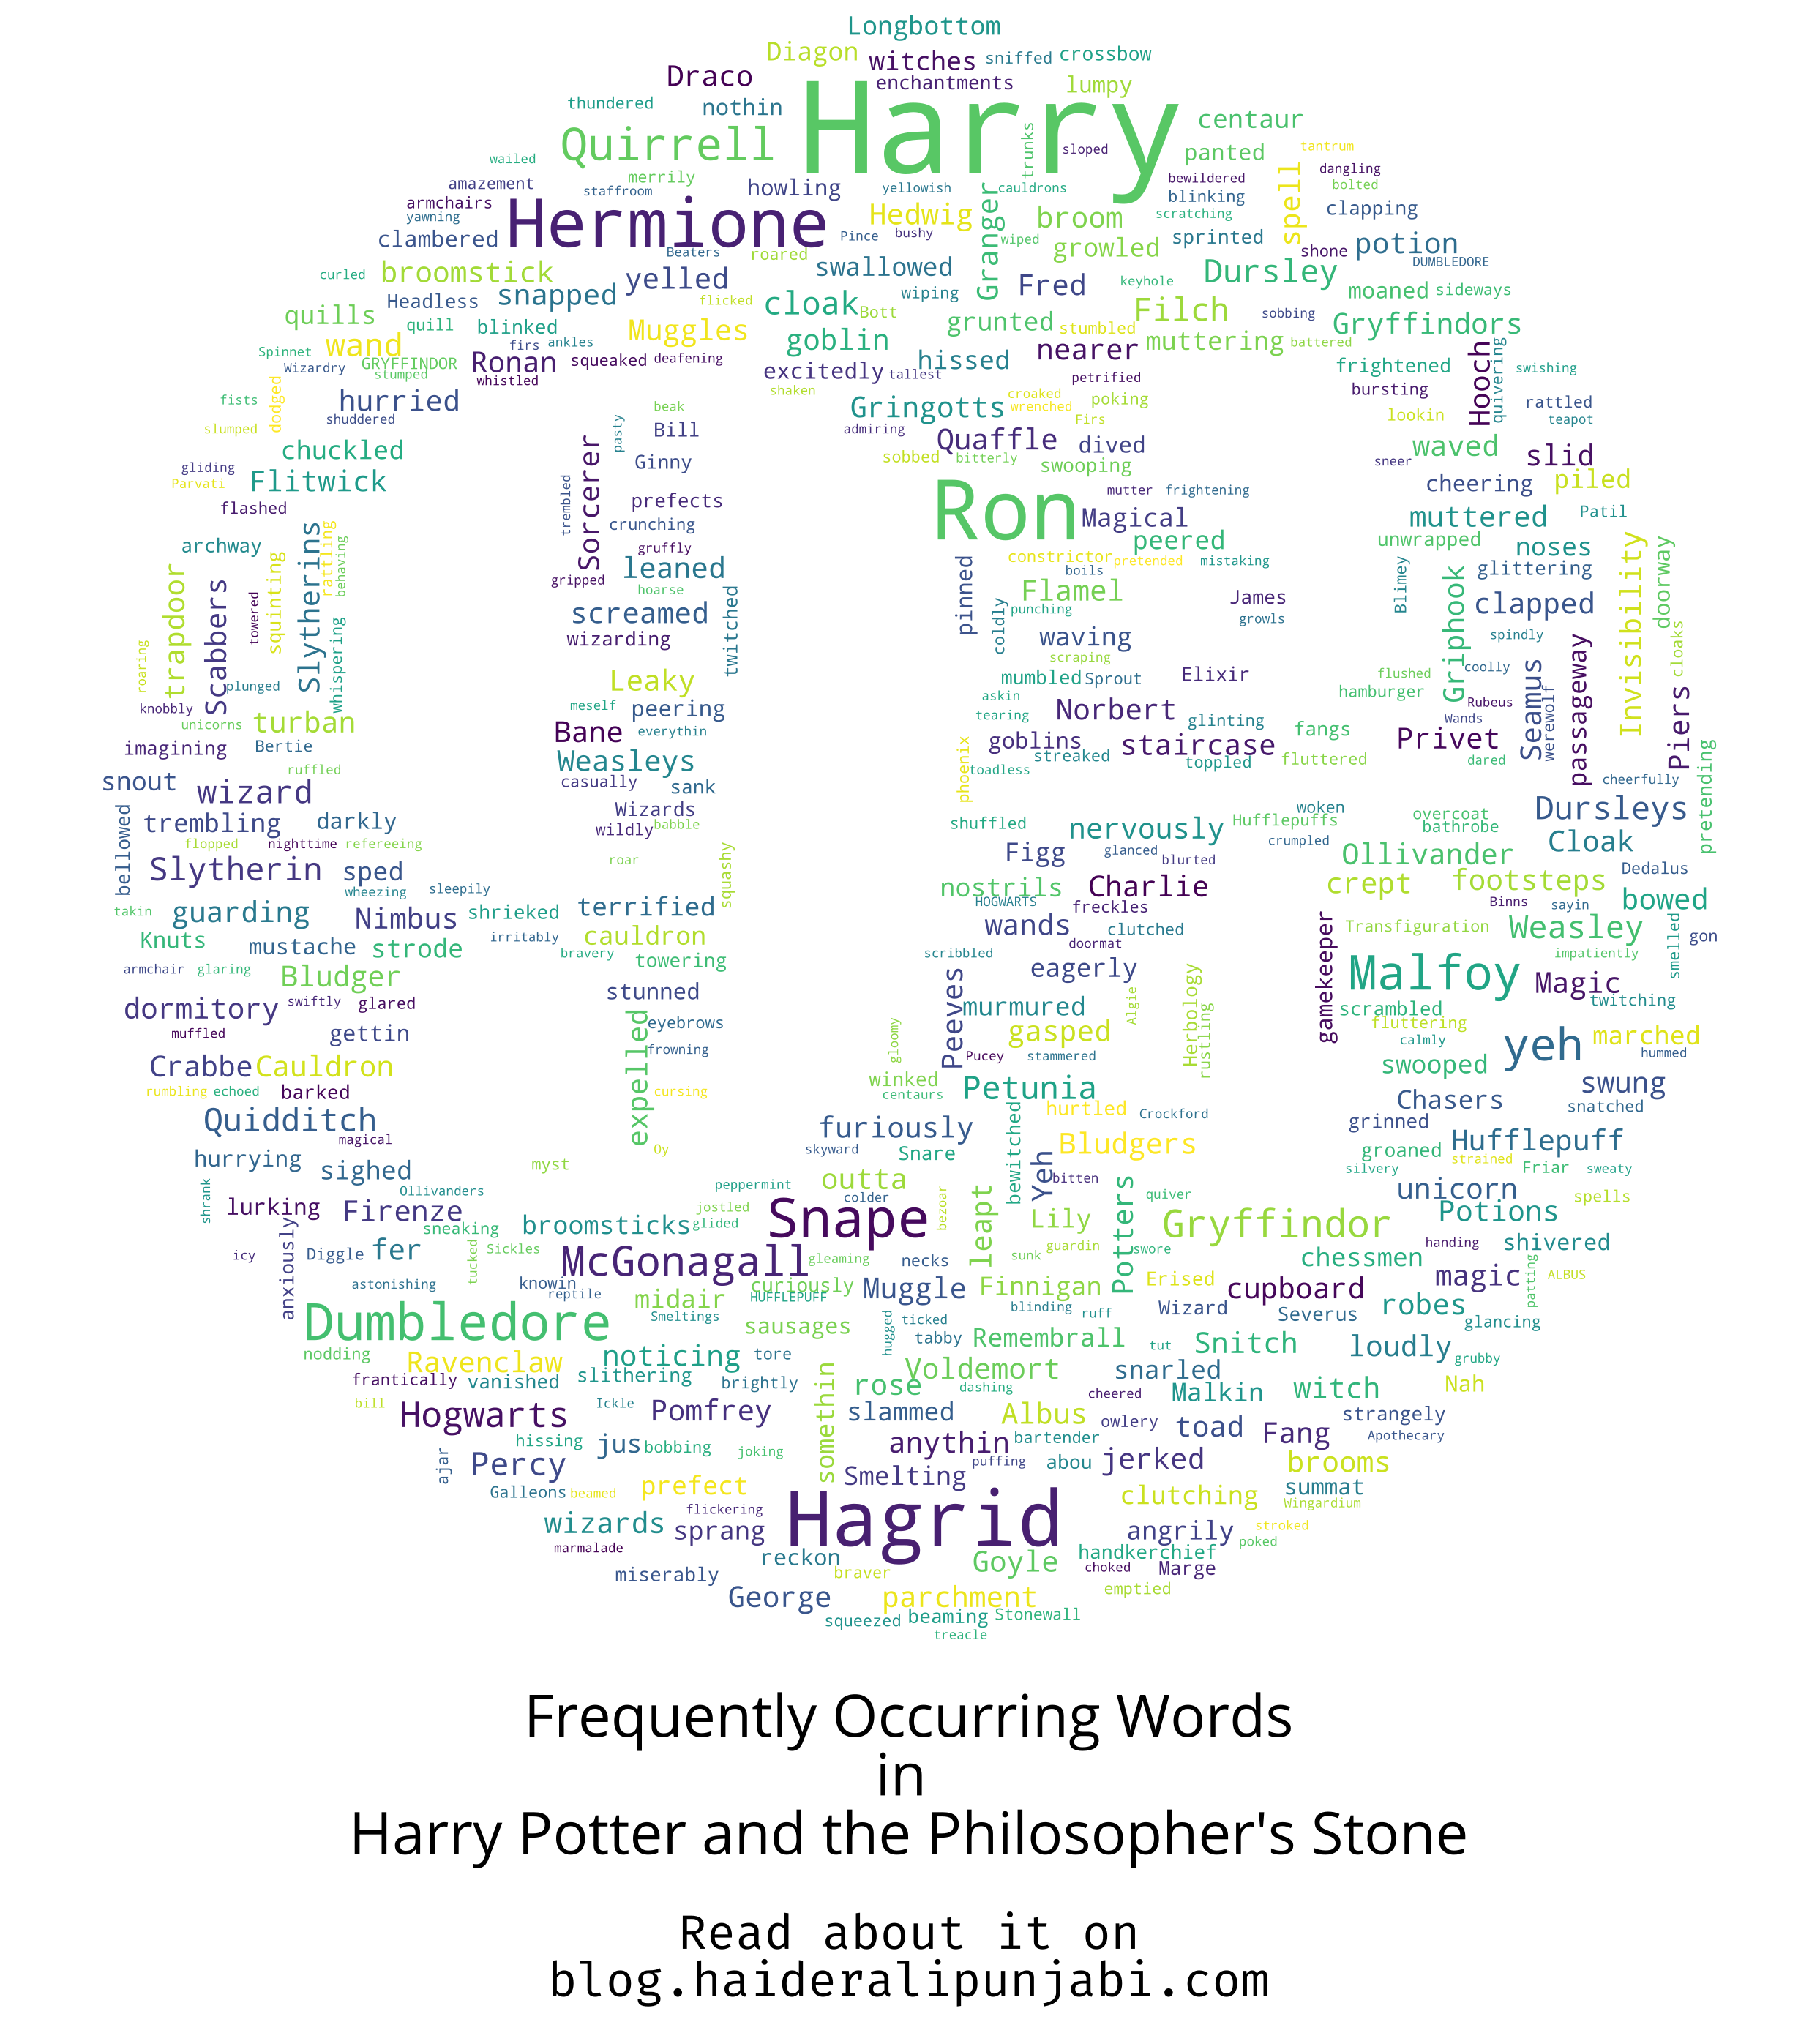 Longbottom
Diagon witches sniffed crossbow
Draco enchantments lumpy
thundered nothin Harry centaur
Quirrell trunks sloped panted tantrum
wailed merrily bewildered dangling
amazement staffroom howling yellowish cauldrons blinking spell bolted
armchairs Hermione Hedwig Granger broom scratching clapping
yawning clambered Pince bushy wiped growled sprinted shone potion
curled broomstick Beaters roared swallowed Dursley DUMBLEDORE
Headless snapped yelled flicked cloak wiping Fred keyhole moaned sideways
quills quill blinked Muggles Bott grunted stumbled Filch sobbing Gryffindors
Spinnet wand firs ankles goblin muttering battered
Wizardry GRYFFINDOR Ronan squeaked deafening hissed nearer frightened Hooch quivering swishing
stumped whistled excitedly tallest petrified bursting
fists dodged hurried shaken croaked poking rattled
slumped shuddered beak Gringotts wrenched Firs lookin teapot
chuckled pasty Bill admiring Quaffle dived waved slid
gliding Flitwick Sorcerer Ginny sobbed bitterly swooping sneer
Parvati trembled prefects Ron mutter frightening cheering piled
flashed crunching Magical muttered Patil
archway Slytherins rattling behaving gruffly peered unwrapped noses Invisibility doorway
trapdoor Scabbers towered squinting gripped leaned pinned constrictor pretended mistaking Blimey Griphook glittering
hoarse twitched boils
screamed coldly Flamel punching James clapped
wizarding waving growls spindly
roaring whispering scraping passageway cloaks
plunged Leaky mumbled Sprout Elixir flushed coolly Seamus werewolf
knobbly meself peering askin Norbert hamburger Rubeus Piers
unicorns turban Bane everythin tearing glinting fangs Wands
imagining Bertie Weasleys goblins staircase Privet
ruffled casually phoenix streaked toppled fluttered dared
snout wizard sank toadless cheerfully pretending
bellowed trembling darkly Wizards woken overcoat Dursleys
wildly babble shuffled nervously Hufflepuffs bathrobe
flopped nighttime refereeing Figg glanced crumpled Cloak
Slytherin sped roar squashy blurted Ollivander Dedalus
wheezing sleepily nostrils Charlie crept footsteps
takin guarding Nimbus shrieked terrified HOGWARTS freckles Binns sayin bowed
Knuts mustache strode irritably cauldron wands clutched gamekeeper Transfiguration Weasley smelled gon
bravery towering scribbled doormat impatiently
armchair glaring Bludger Peeves eagerly Herbology rustling Malfoy Magic
dormitory swiftly glared stunned murmured Algie scrambled twitching
muffled gettin expelled eyebrows gloomy gasped fluttering yeh marched
frowning Pucey stammered calmly hummed
Crabbe Cauldron winked swooped
rumbling echoed barked cursing centaurs Petunia Chasers swung
Quidditch furiously bewitched hurtled Crockford grinned snatched
magical skyward Snare Bludgers groaned Hufflepuff
hurrying sighed myst Oy Yeh bitten silvery strained Friar sweaty
shrank Ollivanders peppermint outta Potters quiver unicorn spells
lurking Firenze jostled colder bezoar leapt Lily Gryffindor Potions
anxiously sneaking broomsticks glided Snape guardin swore handing shivered
icy Diggle fer tucked Sickles McGonagall gleaming necks sunk chessmen patting ALBUS
astonishing knowin curiously Muggle Finnigan Erised cupboard magic
reptile midair HUFFLEPUFF blinding ruff Wizard Severus robes
Dumbledore Smeltings sausages hugged ticked glancing
nodding noticing tore tabby Remembrall tut Snitch loudly grubby
Ravenclaw slithering Voldemort snarled
frantically vanished brightly somethin rose dashing cheered Malkin witch Nah
bill Hogwarts Ickle Pomfrey slammed Albus owlery toad strangely
hissing jus bobbing joking anythin bartender Fang Apothecary
ajar Percy Smelting puffing abou jerked brooms
Galleons beamed prefect clutching summat
flickering Hagrid Wingardium
wizards sprang angrily stroked
marmalade reckon Goyle handkerchief poked
miserably braver choked Marge
George parchment emptied
squeezed beaming Stonewall
treacle
Frequently Occurring Words
in
Harry Potter and the Philosopher's Stone
Read about it on
blog.haideralipunjabi.com